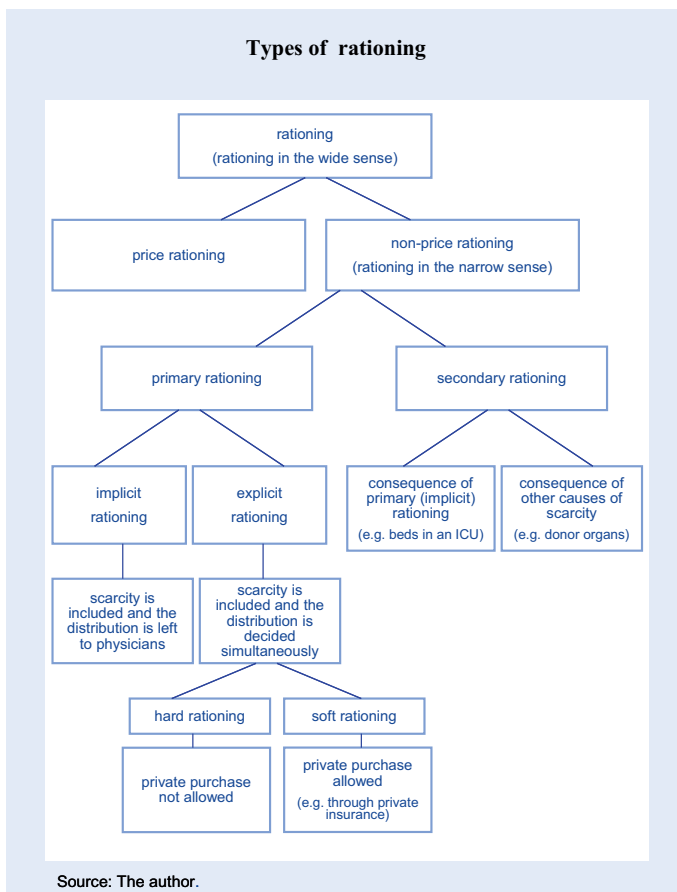 Types of rationing
rationing
(rationing in the wide sense)
price rationing
non-price rationing
(rationing in the narrow sense)
primary rationing
secondary rationing
implicit
rationing
explicit
rationing
consequence of
primary (implicit)
rationing
(e.g. beds in an ICU)
consequence of
other causes of
scarcity
(e.g. donor organs)
scarcity is
included and the
distribution is left
to physicians
scarcity is
included and the
distribution is
decided
simultaneously
hard rationing
soft rationing
private purchase
not allowed
private purchase
allowed
(e.g. through private
insurance)
Source: The author.